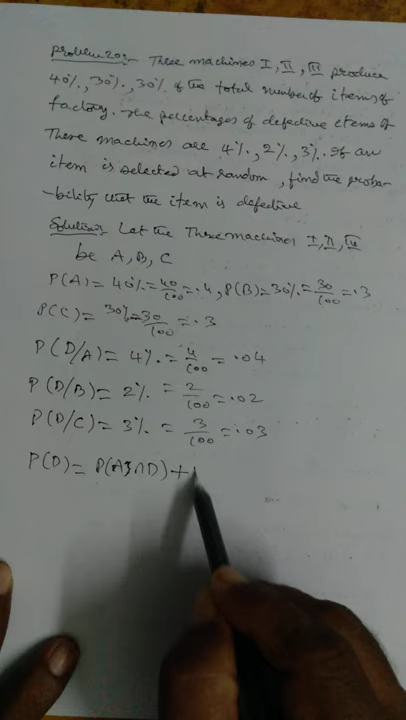 Problem 20:- Three machines I, II, III produce
40%, 30%, 30% of the total number of items of
factory. The percentages of defective items of
These machines are 4%, 2%, 3%. If an
item is selected at random, find the proba-
-bility that the item is defective
Solution: Let the Three machines I, II, III
be A, B, C
P(A) = 40% = 40/100 = .4, P(B) = 30% = 30/100 = .3
P(C) = 30% = 30/100 = .3
P(D/A) = 4% = 4/100 = .04
P(D/B) = 2% = 2/100 = .02
P(D/C) = 3% = 3/100 = .03
P(D) = P(A∩D) +